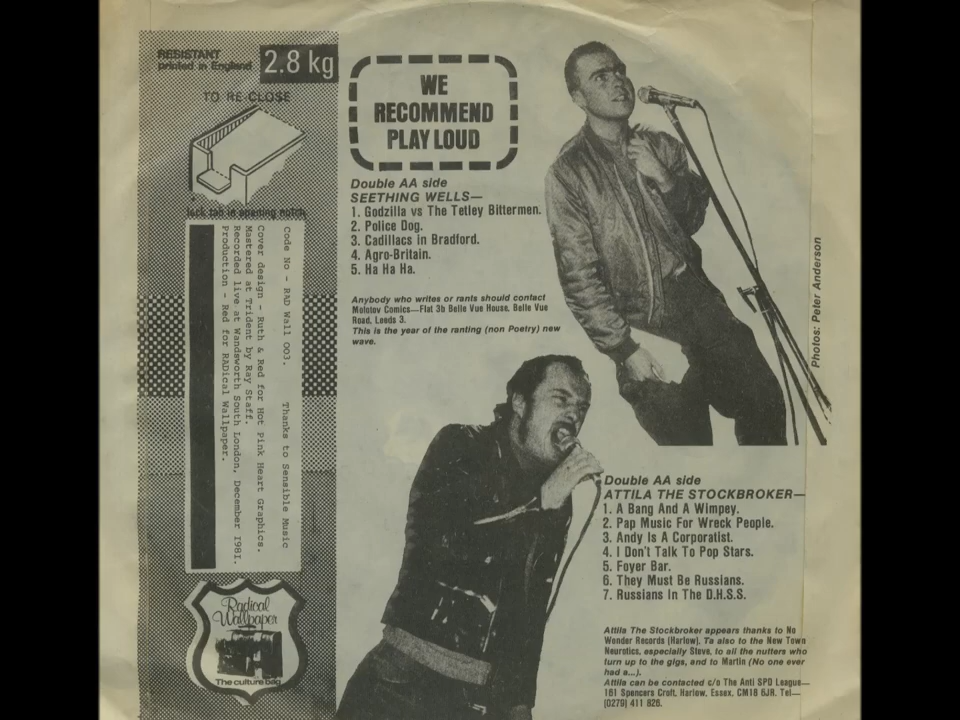 RESISTANT
printed in England
2.8 kg
TO RE-CLOSE
lock tab in opening notch
Code No - RAD Wall 003. Thanks to Sensible Music
Cover design - Ruth & Red for Hot Pink Heart Graphics.
Mastered at Trident by Ray Staff.
Recorded live at Wandsworth South London, December 1981.
Production - Red for RADical Wallpaper.
Radical
Wallpaper
The culture bag
WE
RECOMMEND
PLAY LOUD
Double AA side
SEETHING WELLS—
1. Godzilla vs The Tetley Bittermen.
2. Police Dog.
3. Cadillacs in Bradford.
4. Agro-Britain.
5. Ha Ha Ha.
Anybody who writes or rants should contact
Molotov Comics—Flat 3b Belle Vue House, Belle Vue
Road, Leeds 3.
This is the year of the ranting (non Poetry) new
wave.
Photos: Peter Anderson
Double AA side
ATTILA THE STOCKBROKER—
1. A Bang And A Wimpey.
2. Pap Music For Wreck People.
3. Andy Is A Corporatist.
4. I Don't Talk To Pop Stars.
5. Foyer Bar.
6. They Must Be Russians.
7. Russians In The D.H.S.S.
Attila The Stockbroker appears thanks to No
Wonder Records (Harlow). Ta also to the New Town
Neurotics, especially Steve, to all the nutters who
turn up to the gigs, and to Martin (No one ever
had a...).
Attila can be contacted c/o The Anti SPD League—
161 Spencers Croft, Harlow, Essex. CM18 6JR. Tel—
(0279) 411 826.